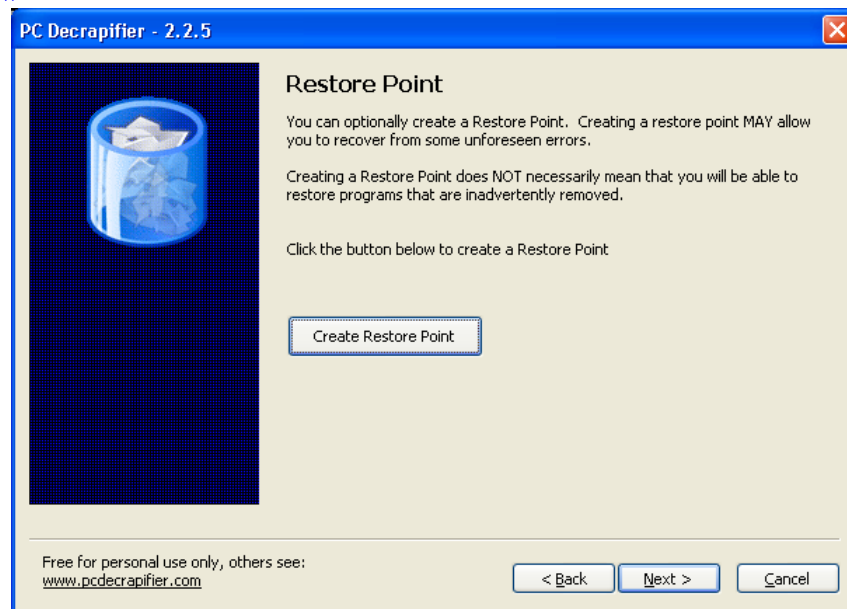 PC Decrapifier - 2.2.5
Restore Point
You can optionally create a Restore Point.  Creating a restore point MAY allow
you to recover from some unforeseen errors.
Creating a Restore Point does NOT necessarily mean that you will be able to
restore programs that are inadvertently removed.
Click the button below to create a Restore Point
Create Restore Point
Free for personal use only, others see:
www.pcdecrapifier.com
< Back
Next >
Cancel